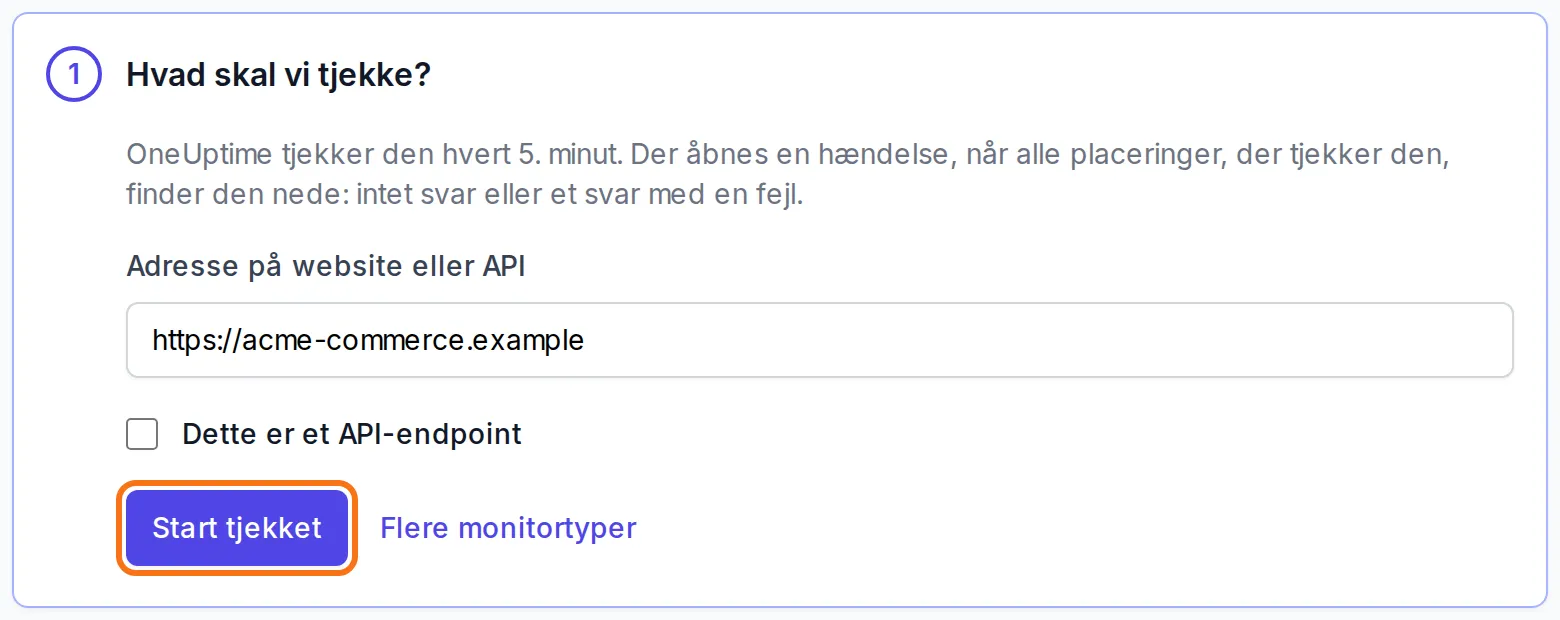 1
Hvad skal vi tjekke?
OneUptime tjekker den hvert 5. minut. Der åbnes en hændelse, når alle placeringer, der tjekker den,
finder den nede: intet svar eller et svar med en fejl.
Adresse på website eller API
https://acme-commerce.example
Dette er et API-endpoint
Start tjekket
Flere monitortyper